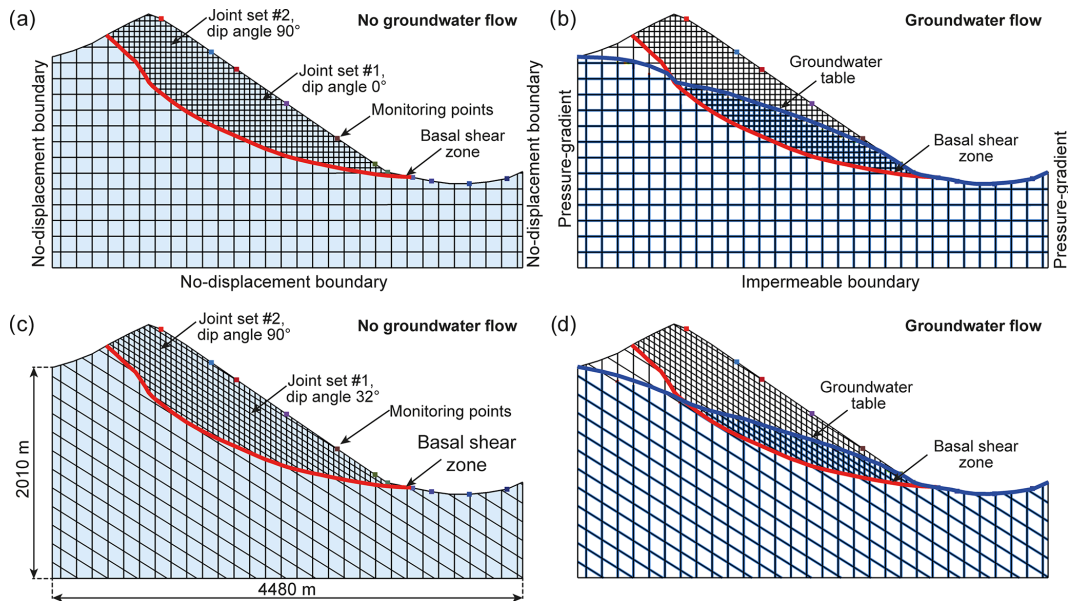 (a)
Joint set #2,
dip angle 90°
No groundwater flow
Joint set #1,
dip angle 0°
Monitoring points
Basal shear
zone
No-displacement boundary
No-displacement boundary
No-displacement boundary
(b)
Groundwater flow
Groundwater
table
Basal shear
zone
Pressure-gradient
Pressure-gradient
Impermeable boundary
(c)
Joint set #2,
dip angle 90°
No groundwater flow
Joint set #1,
dip angle 32°
Monitoring points
Basal shear
zone
2010 m
4480 m
(d)
Groundwater flow
Groundwater
table
Basal shear
zone